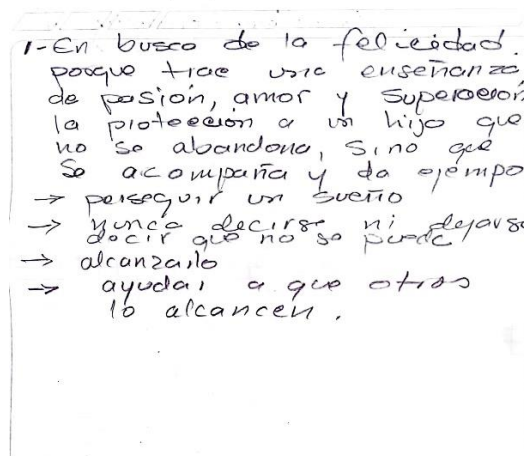 1-En busca de la felicidad.
porque trae una enseñanza
de pasión, amor y superación
la protección a un hijo que
no se abandona, sino que
se acompaña y da ejempo
→ perseguir un sueño
→ nunca decirse ni dejarse
decir que no se puede
→ alcanzarlo
→ ayudar a que otros
lo alcancen.